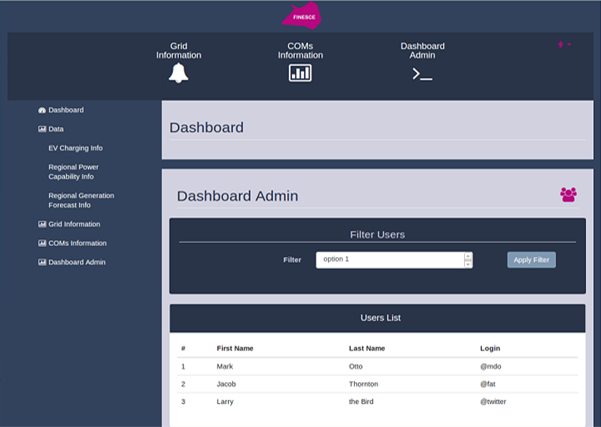 FINESCE
Grid
Information
COMs
Information
Dashboard
Admin
Dashboard
Data
EV Charging Info
Regional Power
Capability Info
Regional Generation
Forecast Info
Grid Information
COMs Information
Dashboard Admin
Dashboard
Dashboard Admin
Filter Users
Filter option 1 Apply Filter
Users List
# First Name Last Name Login
1 Mark Otto @mdo
2 Jacob Thornton @fat
3 Larry the Bird @twitter